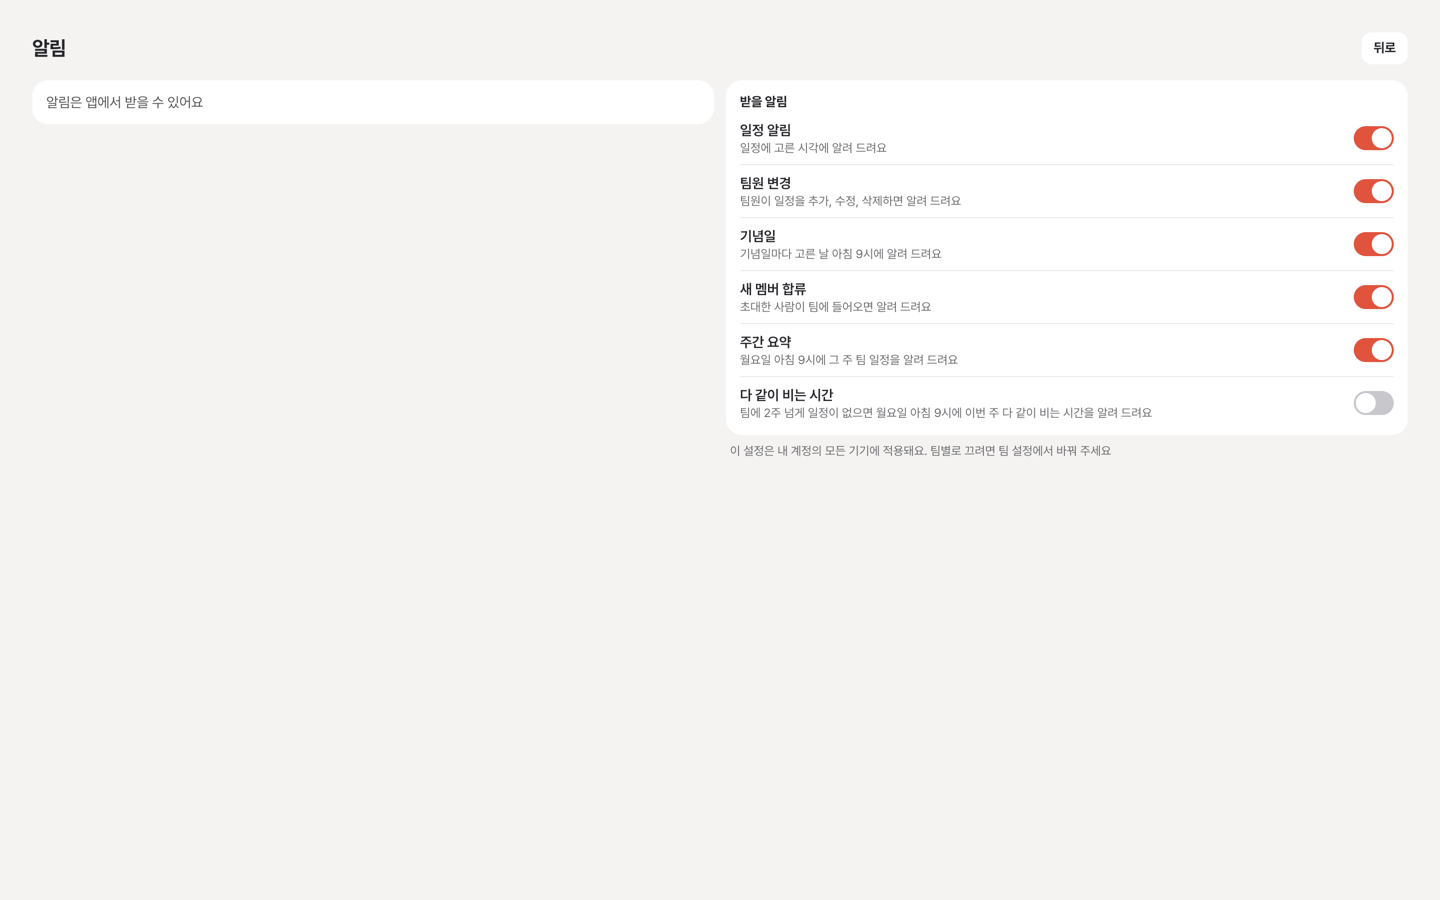 알림
뒤로
알림은 앱에서 받을 수 있어요
받을 알림
일정 알림
일정에 고른 시각에 알려 드려요
팀원 변경
팀원이 일정을 추가, 수정, 삭제하면 알려 드려요
기념일
기념일마다 고른 날 아침 9시에 알려 드려요
새 멤버 합류
초대한 사람이 팀에 들어오면 알려 드려요
주간 요약
월요일 아침 9시에 그 주 팀 일정을 알려 드려요
다 같이 비는 시간
팀에 2주 넘게 일정이 없으면 월요일 아침 9시에 이번 주 다 같이 비는 시간을 알려 드려요
이 설정은 내 계정의 모든 기기에 적용돼요. 팀별로 끄려면 팀 설정에서 바꿔 주세요